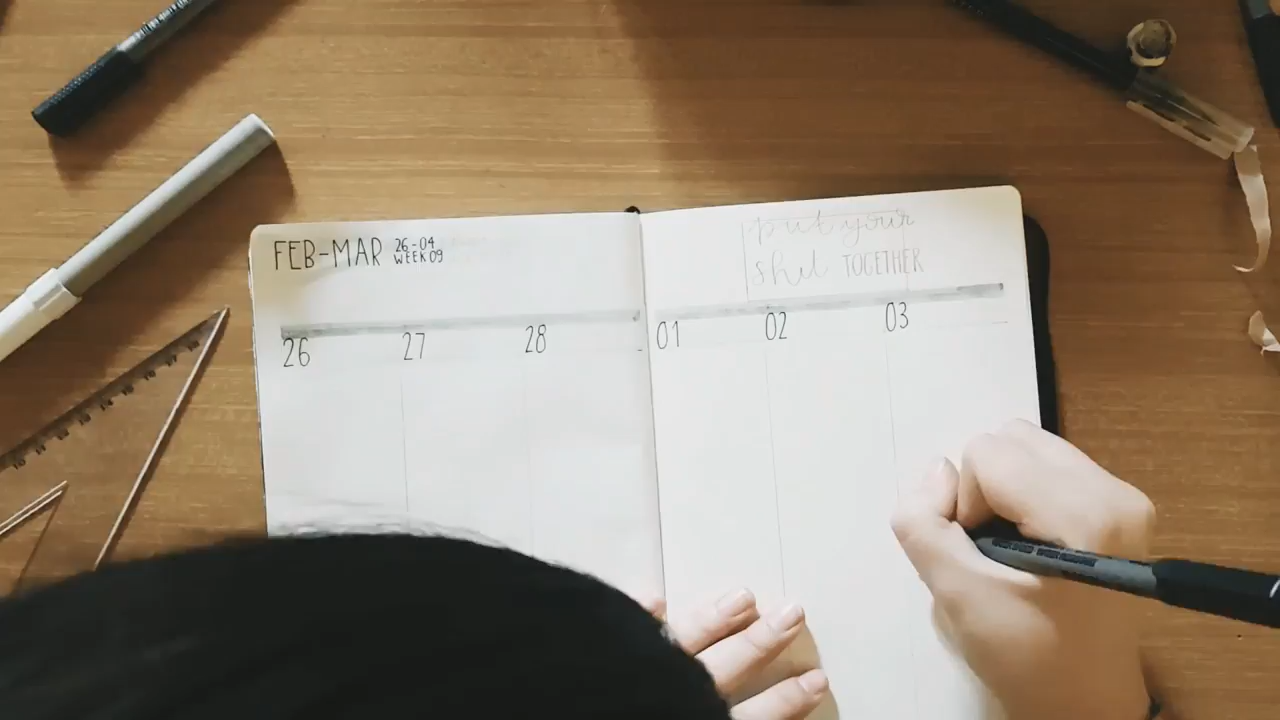 FEB-MAR 26-04
WEEK 09
put your
shit TOGETHER
26 27 28 01 02 03